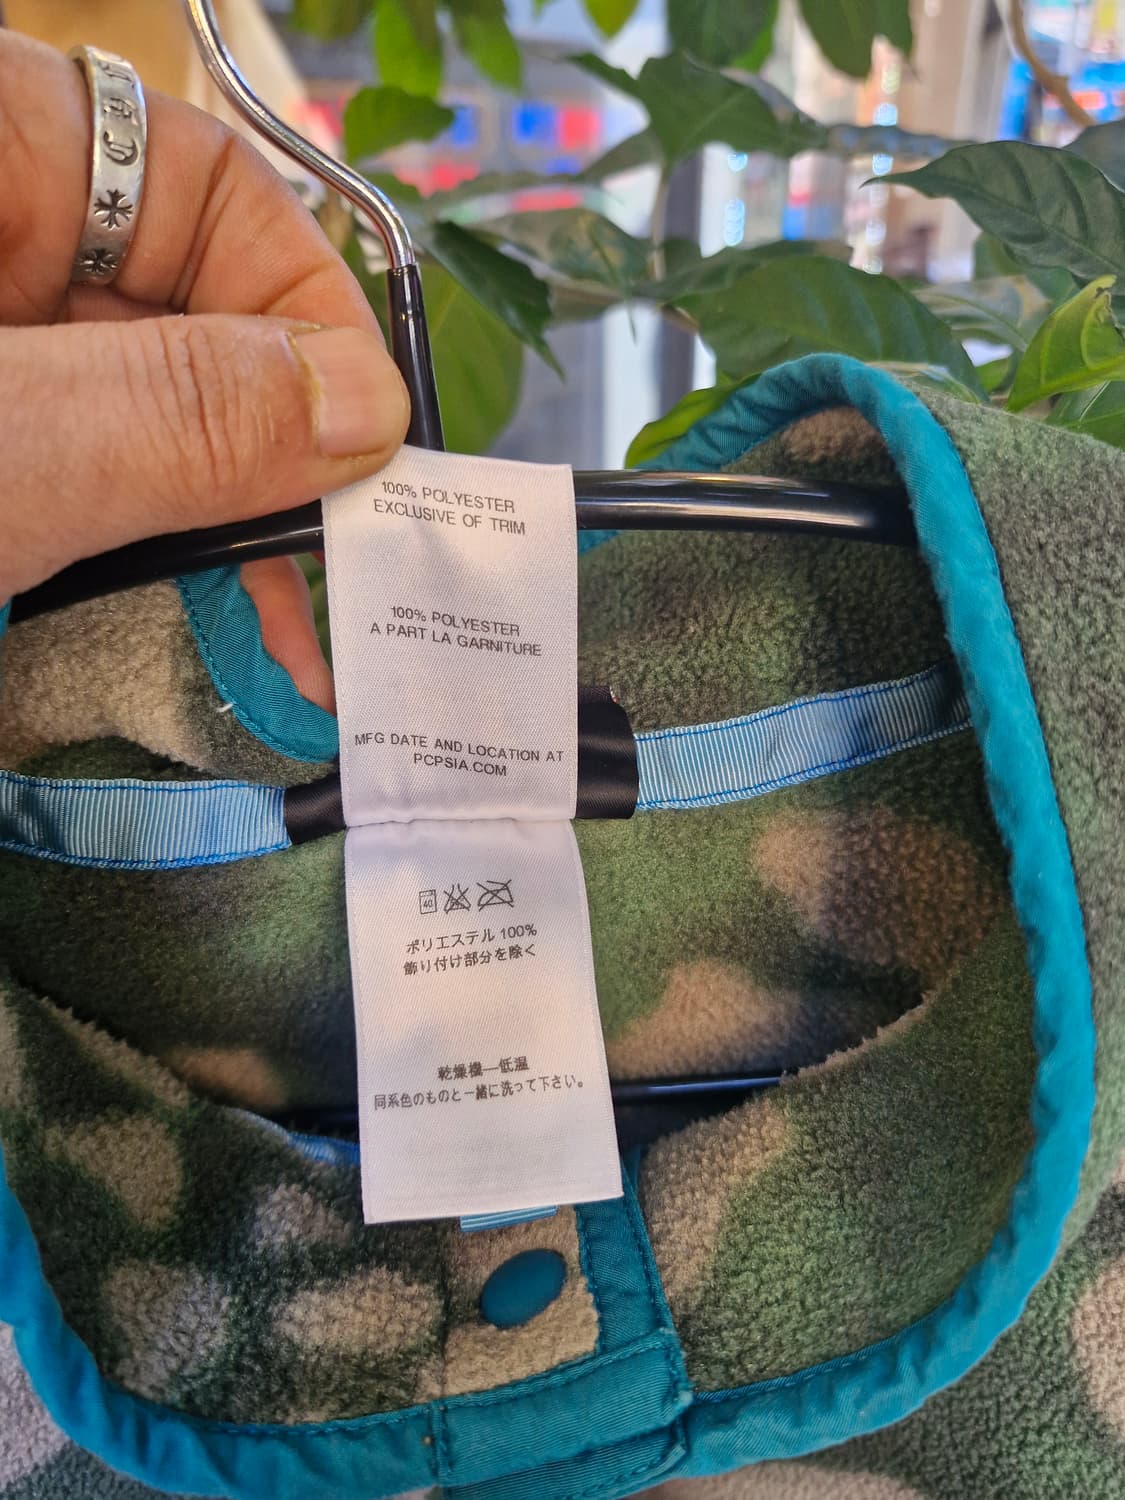 100% POLYESTER
EXCLUSIVE OF TRIM
100% POLYESTER
A PART LA GARNITURE
MFG DATE AND LOCATION AT
PCPSIA.COM
40
ポリエステル 100%
飾り付け部分を除く
乾燥機―低温
同系色のものと一緒に洗って下さい。